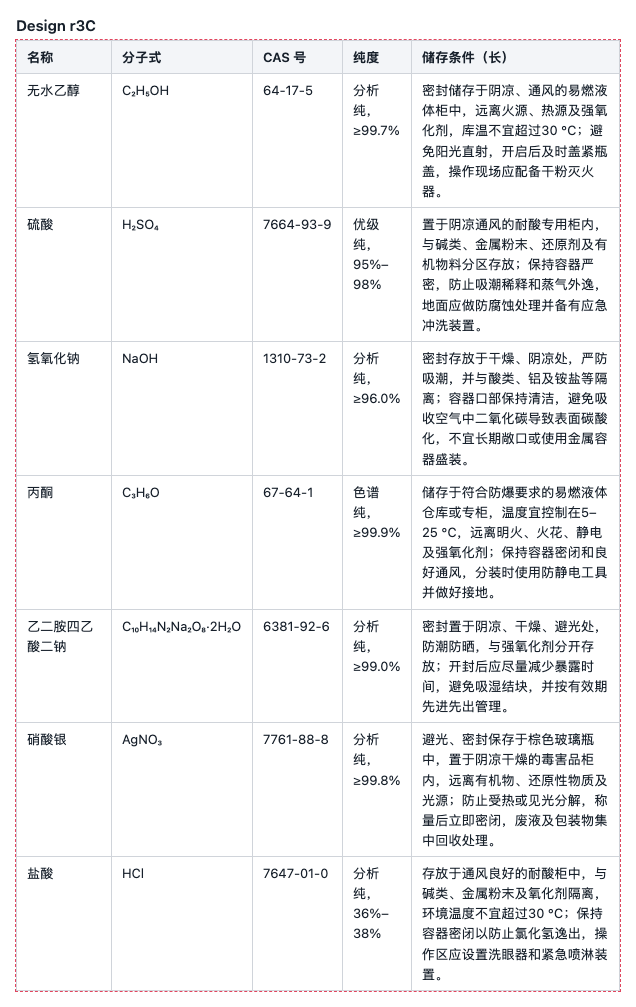 Design r3C
名称 分子式 CAS 号 纯度 储存条件（长）
无水乙醇 C₂H₅OH 64-17-5 分析纯，≥99.7% 密封储存于阴凉、通风的易燃液体柜中，远离火源、热源及强氧化剂，库温不宜超过30 °C；避免阳光直射，开启后及时盖紧瓶盖，操作现场应配备干粉灭火器。
硫酸 H₂SO₄ 7664-93-9 优级纯，95%–98% 置于阴凉通风的耐酸专用柜内，与碱类、金属粉末、还原剂及有机物料分区存放；保持容器严密，防止吸潮稀释和蒸气外逸，地面应做防腐蚀处理并备有应急冲洗装置。
氢氧化钠 NaOH 1310-73-2 分析纯，≥96.0% 密封存放于干燥、阴凉处，严防吸潮，并与酸类、铝及铵盐等隔离；容器口部保持清洁，避免吸收空气中二氧化碳导致表面碳酸化，不宜长期敞口或使用金属容器盛装。
丙酮 C₃H₆O 67-64-1 色谱纯，≥99.9% 储存于符合防爆要求的易燃液体仓库或专柜，温度宜控制在5–25 °C，远离明火、火花、静电及强氧化剂；保持容器密闭和良好通风，分装时使用防静电工具并做好接地。
乙二胺四乙酸二钠 C₁₀H₁₄N₂Na₂O₈·2H₂O 6381-92-6 分析纯，≥99.0% 密封置于阴凉、干燥、避光处，防潮防晒，与强氧化剂分开存放；开封后应尽量减少暴露时间，避免吸湿结块，并按有效期先进先出管理。
硝酸银 AgNO₃ 7761-88-8 分析纯，≥99.8% 避光、密封保存于棕色玻璃瓶中，置于阴凉干燥的毒害品柜内，远离有机物、还原性物质及光源；防止受热或见光分解，称量后立即密闭，废液及包装物集中回收处理。
盐酸 HCl 7647-01-0 分析纯，36%–38% 存放于通风良好的耐酸柜中，与碱类、金属粉末及氧化剂隔离，环境温度不宜超过30 °C；保持容器密闭以防止氯化氢逸出，操作区应设置洗眼器和紧急喷淋装置。